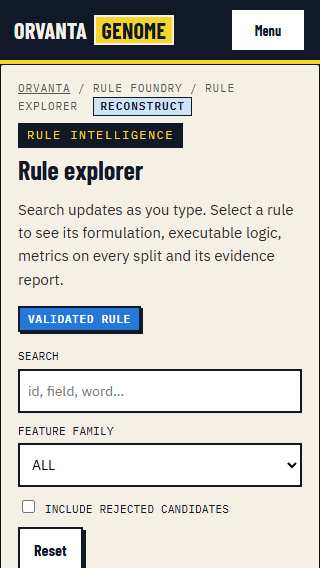 ORVANTA GENOME
Menu
ORVANTA / RULE FOUNDRY / RULE
EXPLORER RECONSTRUCT
RULE INTELLIGENCE
Rule explorer
Search updates as you type. Select a rule
to see its formulation, executable logic,
metrics on every split and its evidence
report.
VALIDATED RULE
SEARCH
id, field, word...
FEATURE FAMILY
ALL
INCLUDE REJECTED CANDIDATES
Reset